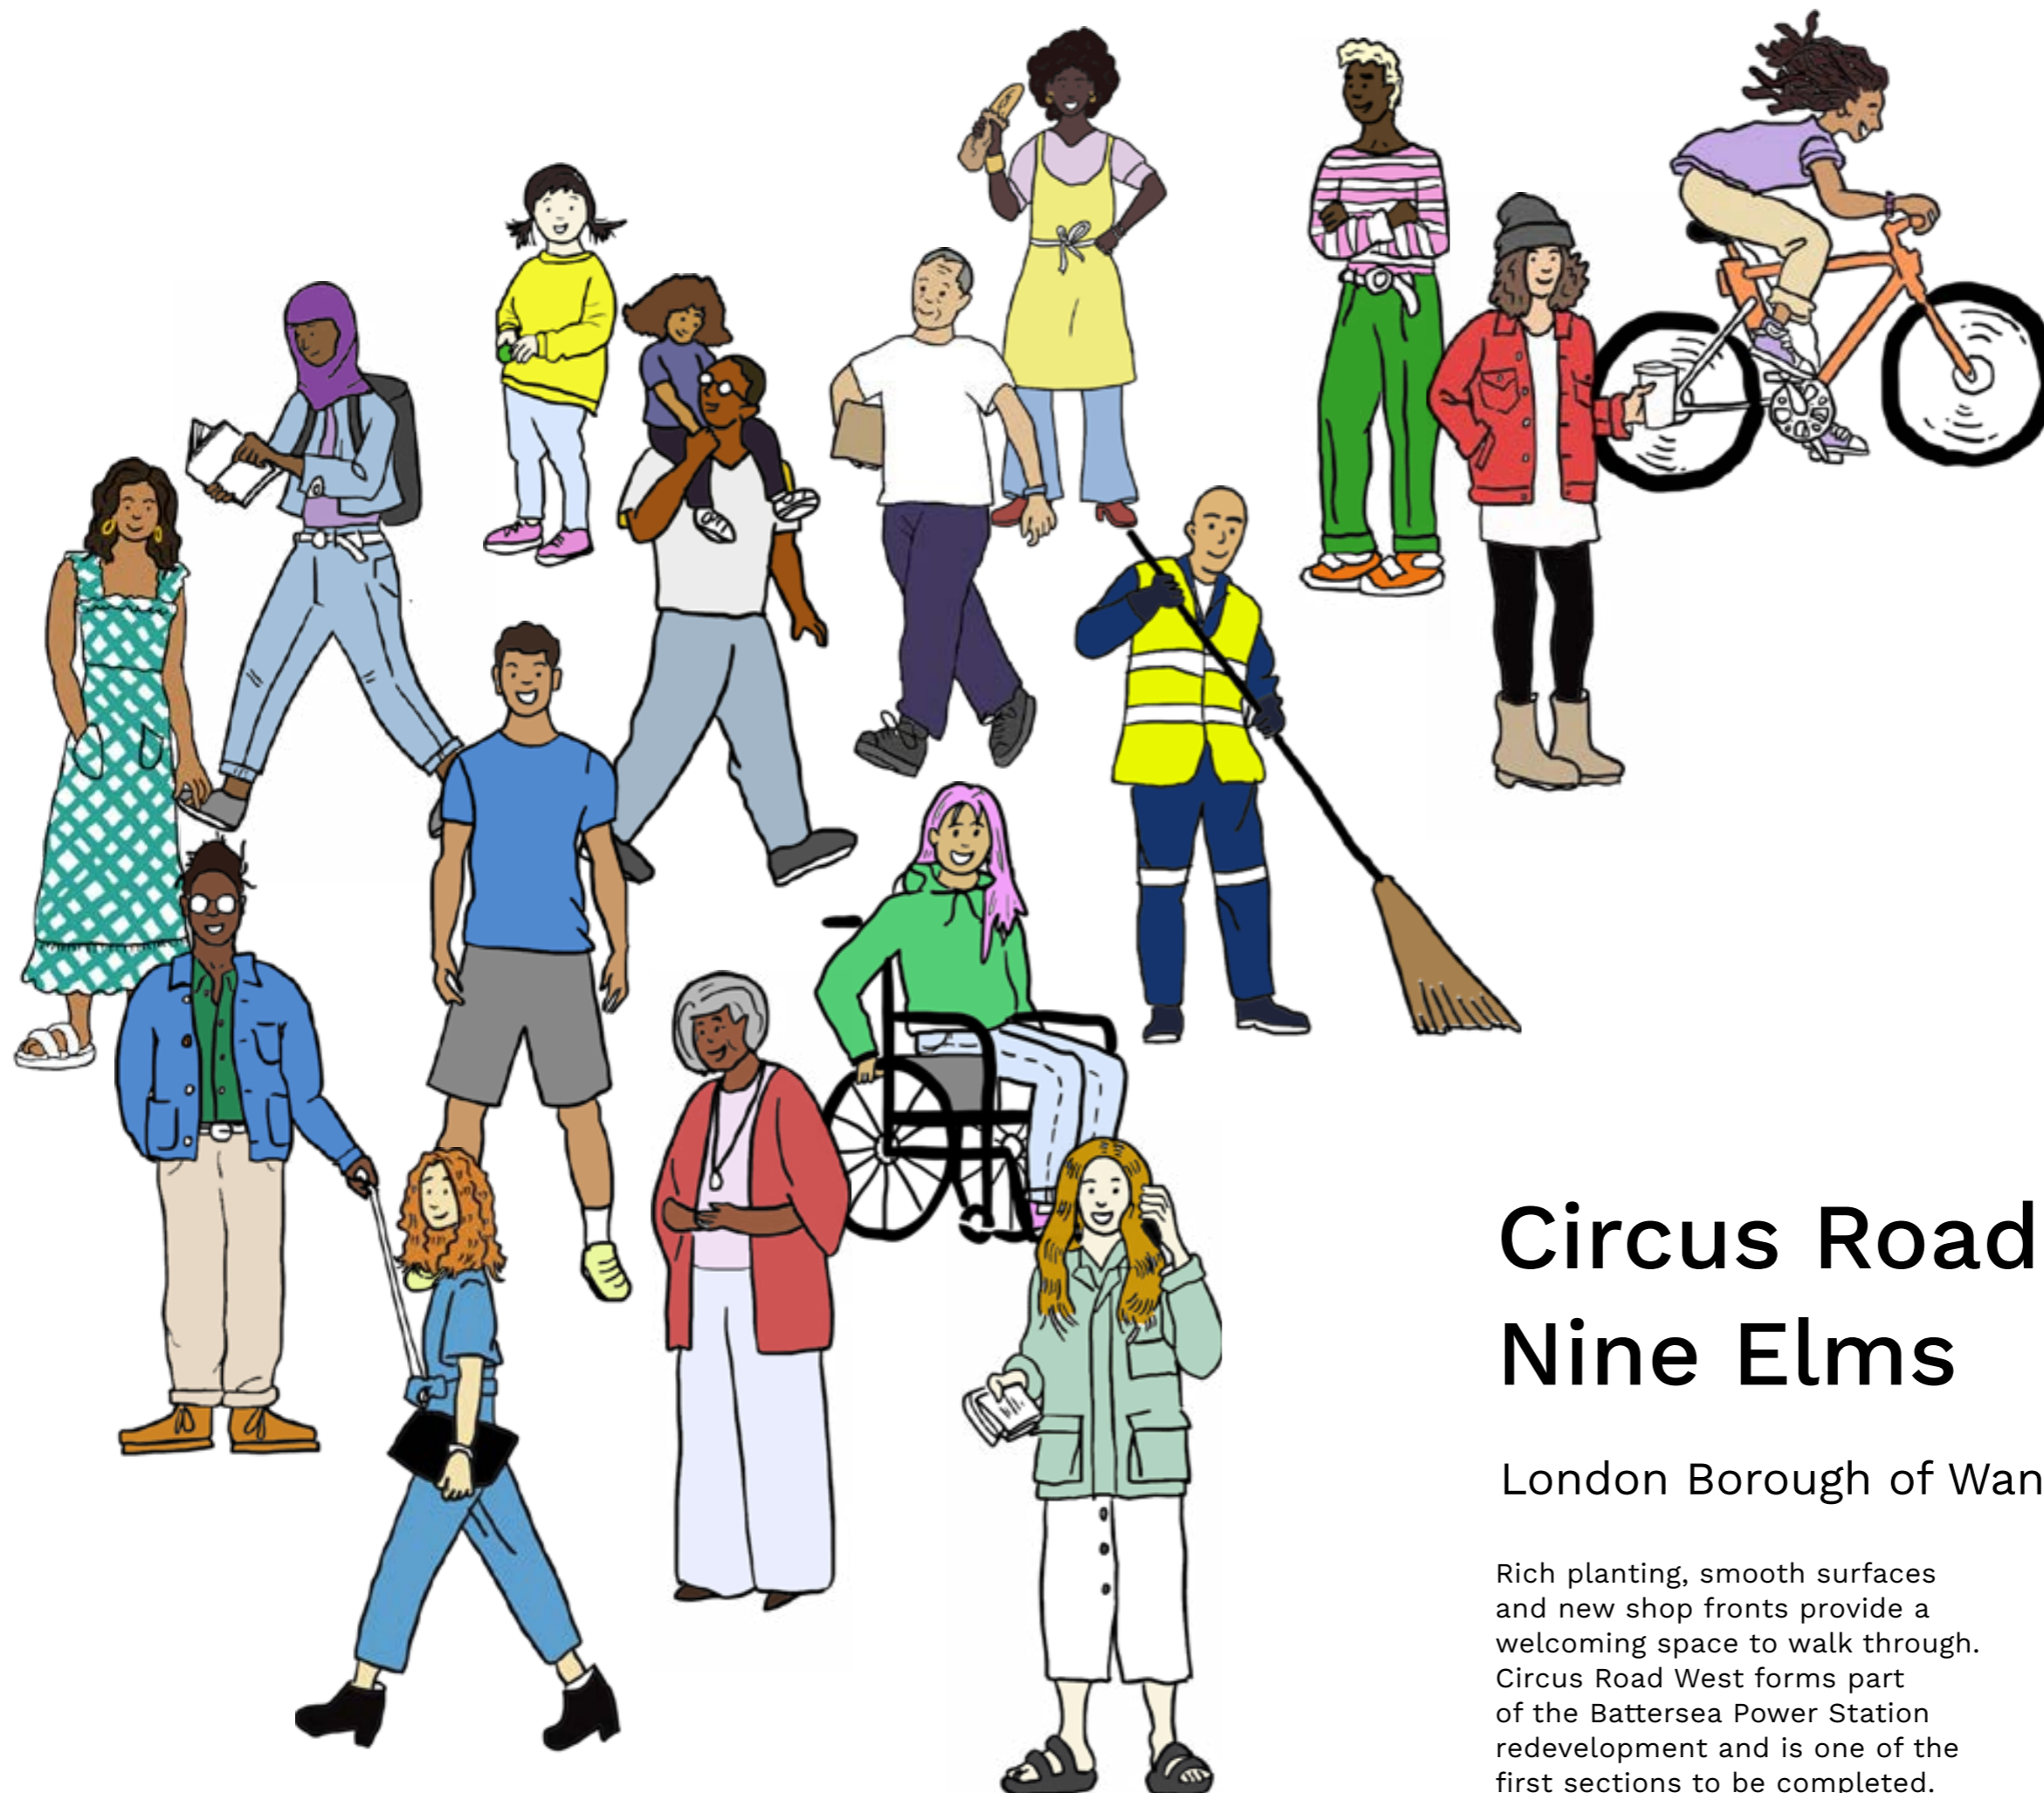 Circus Road
Nine Elms
London Borough of Wan
Rich planting, smooth surfaces
and new shop fronts provide a
welcoming space to walk through.
Circus Road West forms part
of the Battersea Power Station
redevelopment and is one of the
first sections to be completed.